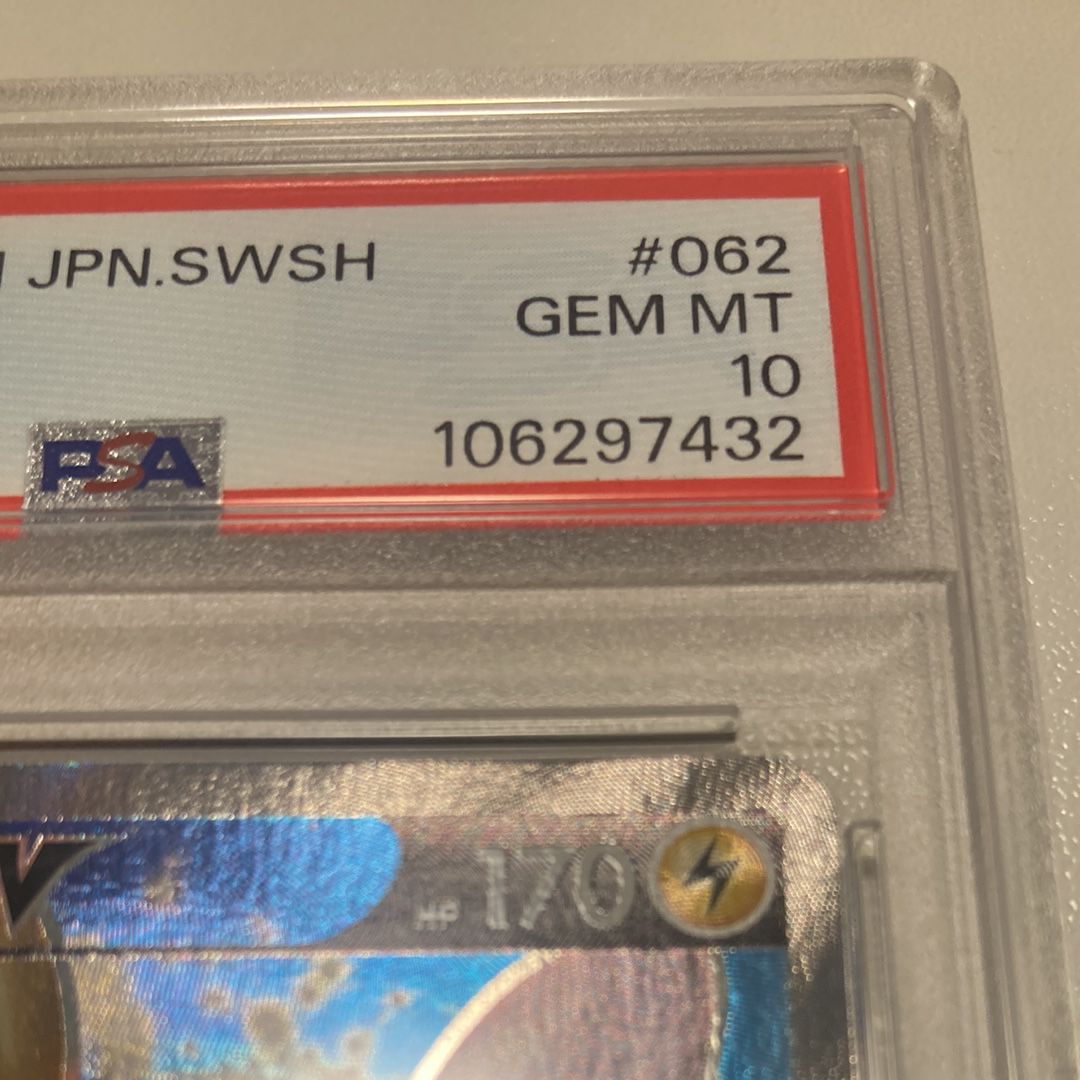 JPN.SWSH #062
GEM MT
10
PSA 106297432
V HP 170